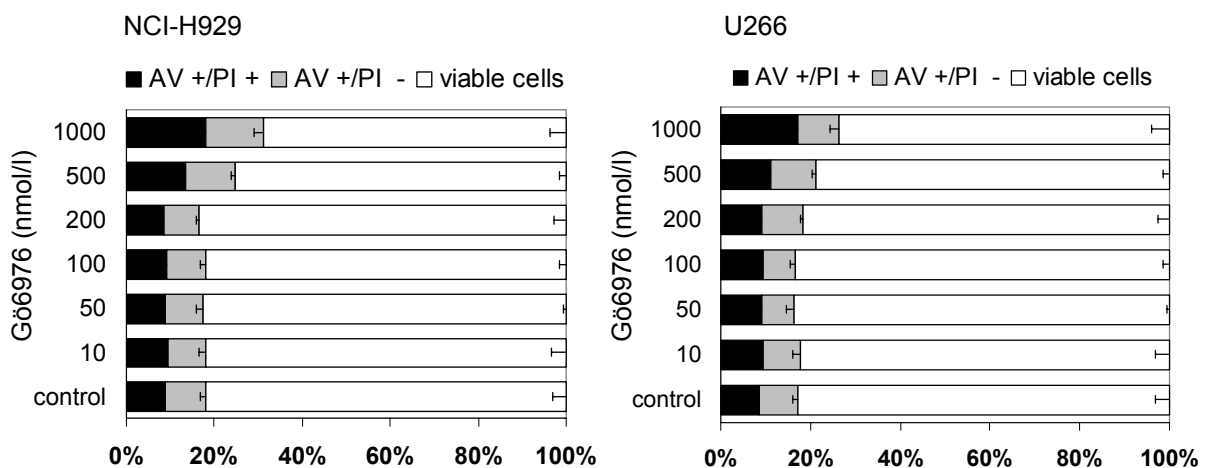 NCI-H929
AV +/PI + AV +/PI - viable cells
Gö6976 (nmol/l)
1000
500
200
100
50
10
control
0% 20% 40% 60% 80% 100%
U266
AV +/PI + AV +/PI - viable cells
Gö6976 (nmol/l)
1000
500
200
100
50
10
control
0% 20% 40% 60% 80% 100%